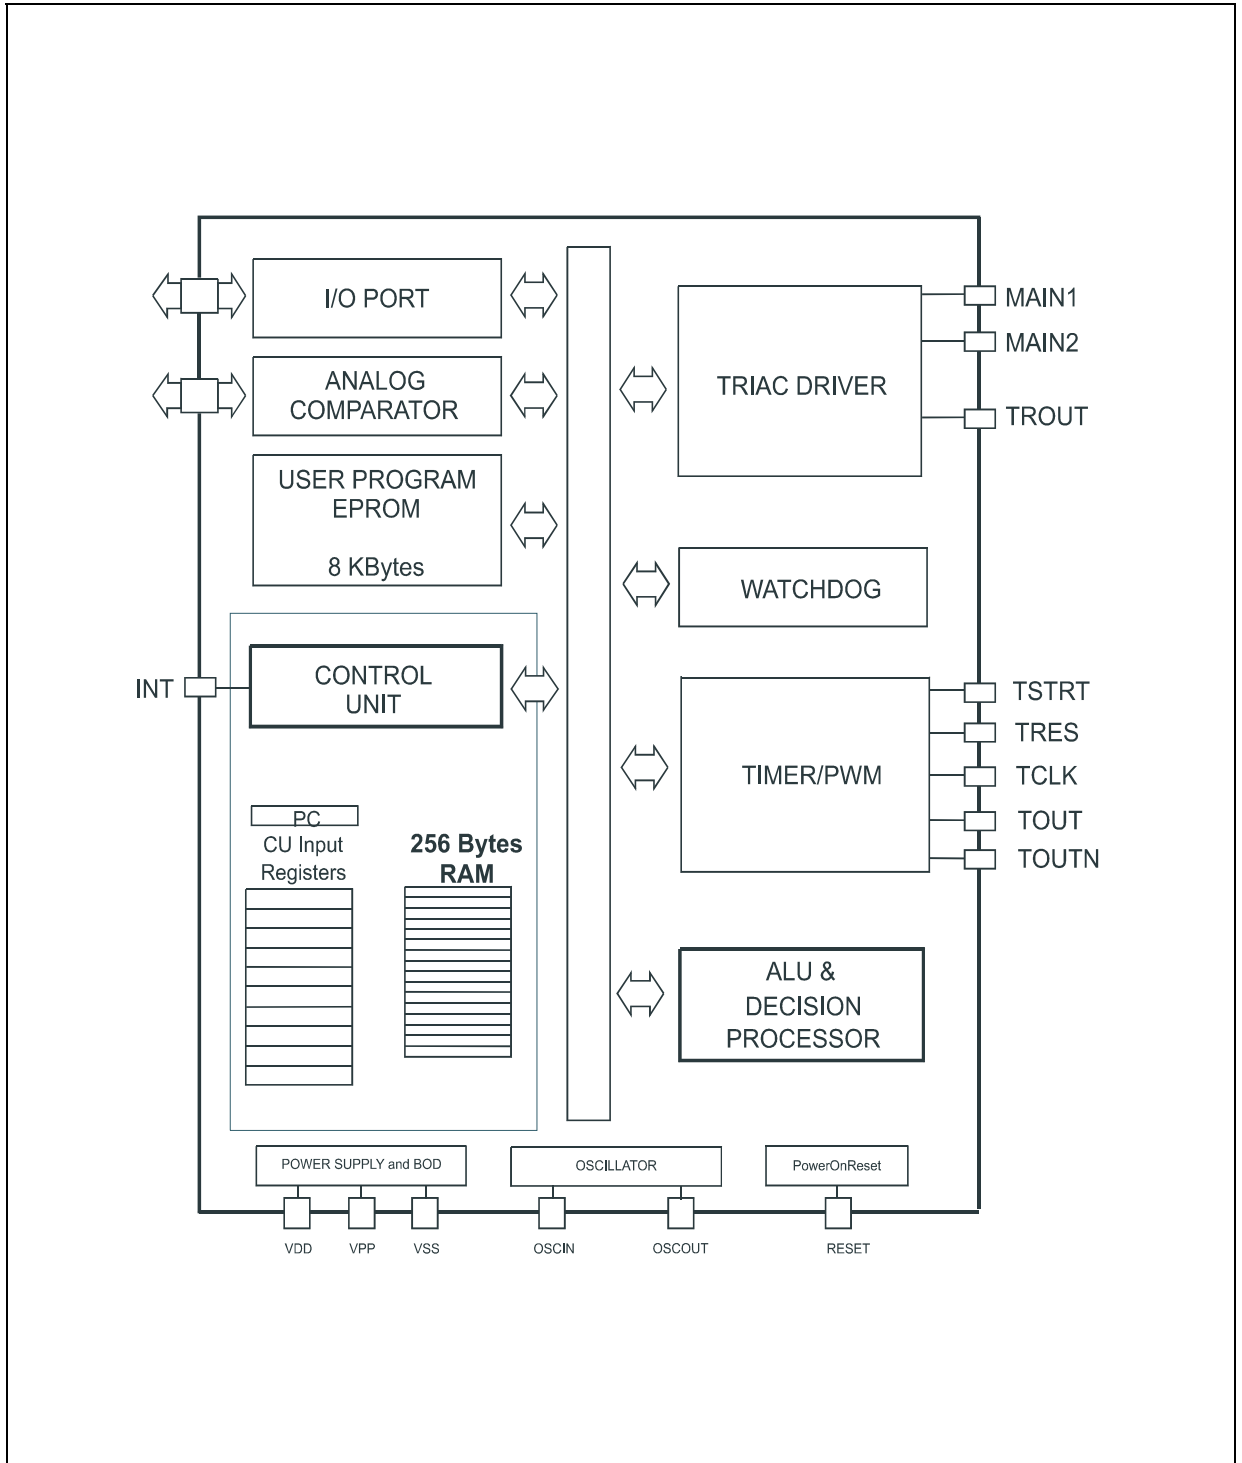 I/O PORT
ANALOG
COMPARATOR
USER PROGRAM
EPROM
8 KBytes
INT
CONTROL
UNIT
PC
CU Input
Registers
256 Bytes
RAM
MAIN1
MAIN2
TRIAC DRIVER
TROUT
WATCHDOG
TSTRT
TRES
TIMER/PWM
TCLK
TOUT
TOUTN
ALU &
DECISION
PROCESSOR
POWER SUPPLY and BOD
OSCILLATOR
PowerOnReset
VDD
VPP
VSS
OSCIN
OSCOUT
RESET